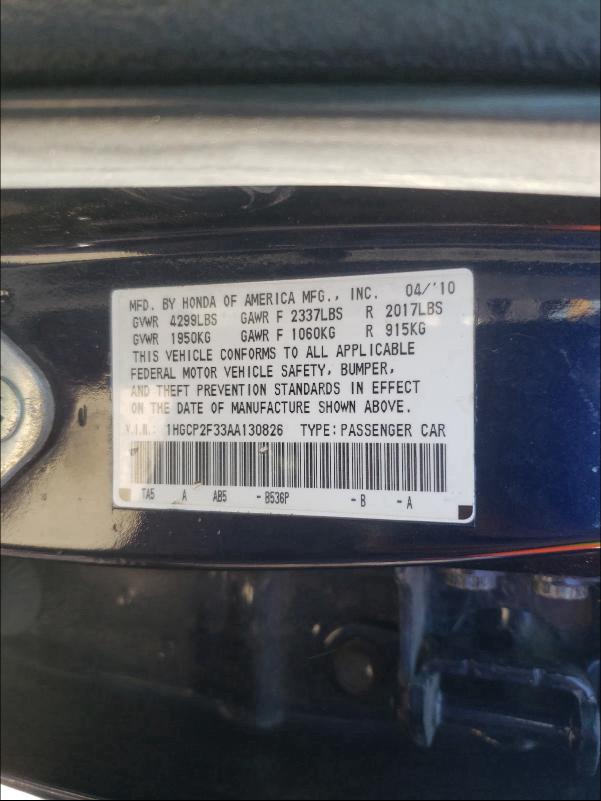 MFD. BY HONDA OF AMERICA MFG., INC. 04/'10
GVWR 4299LBS GAWR F 2337LBS R 2017LBS
GVWR 1950KG GAWR F 1060KG R 915KG
THIS VEHICLE CONFORMS TO ALL APPLICABLE
FEDERAL MOTOR VEHICLE SAFETY, BUMPER,
AND THEFT PREVENTION STANDARDS IN EFFECT
ON THE DATE OF MANUFACTURE SHOWN ABOVE.
V.I.N.: 1HGCP2F33AA130826 TYPE: PASSENGER CAR
TA5 A AB5 - B536P - B - A